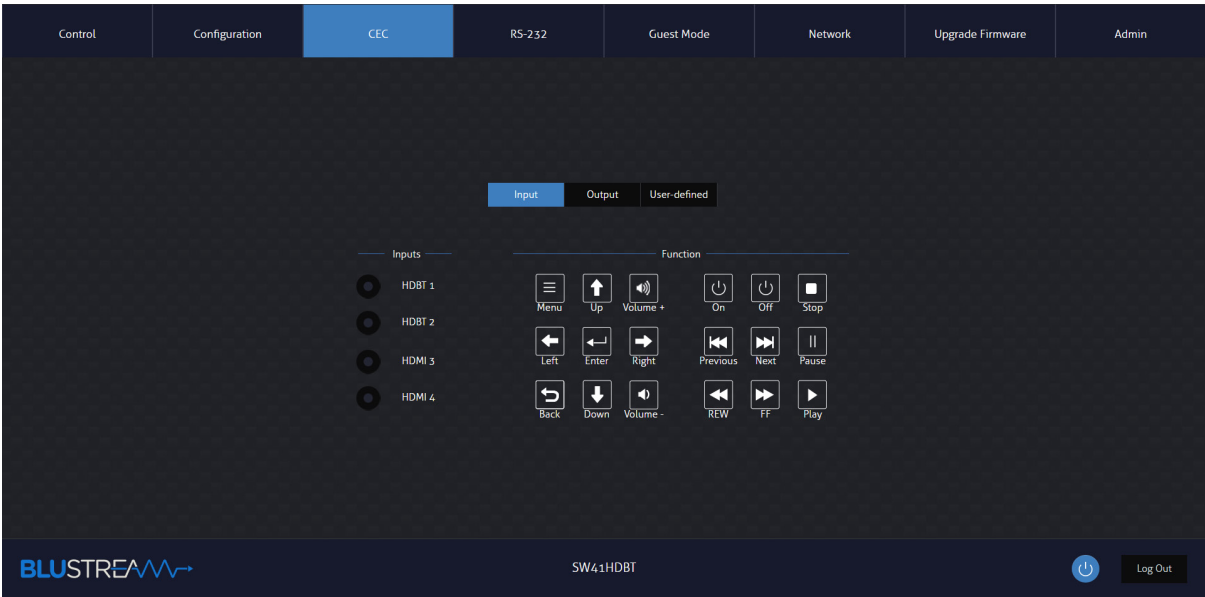 Control Configuration CEC RS-232 Guest Mode Network Upgrade Firmware Admin
Input Output User-defined
Inputs Function
HDBT 1
HDBT 2
HDMI 3
HDMI 4
Menu Up Volume + On Off Stop
Left Enter Right Previous Next Pause
Back Down Volume - REW FF Play
BLUSTREAM SW41HDBT Log Out